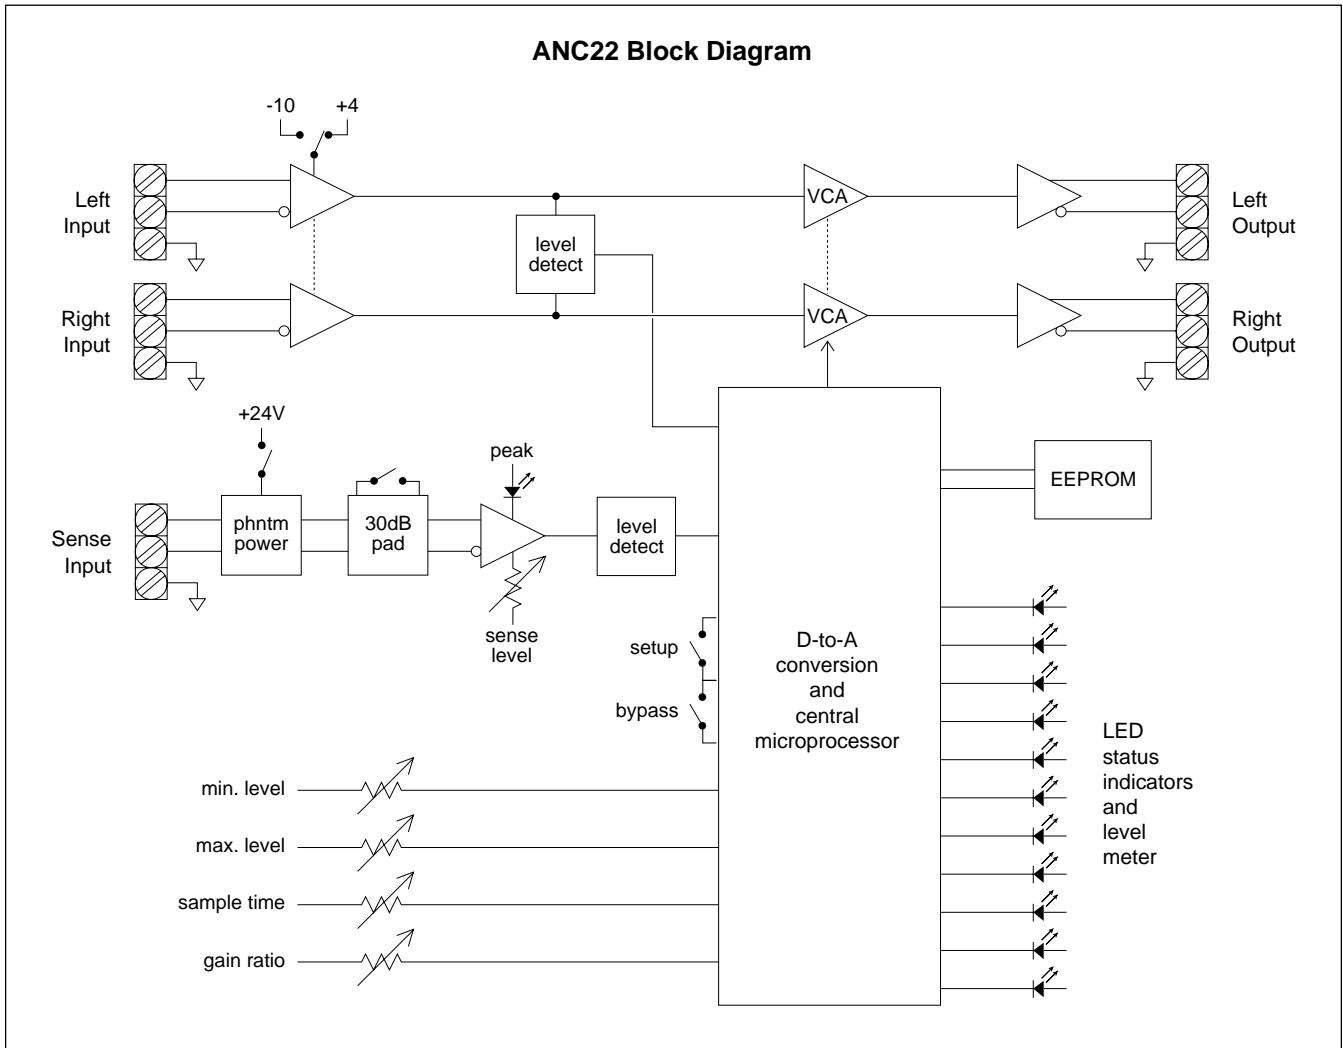 ANC22 Block Diagram
-10
+4
Left
Input
level
detect
VCA
Left
Output
Right
Input
VCA
Right
Output
+24V
peak
Sense
Input
phntm
power
30dB
pad
level
detect
sense
level
EEPROM
setup
bypass
D-to-A
conversion
and
central
microprocessor
LED
status
indicators
and
level
meter
min. level
max. level
sample time
gain ratio